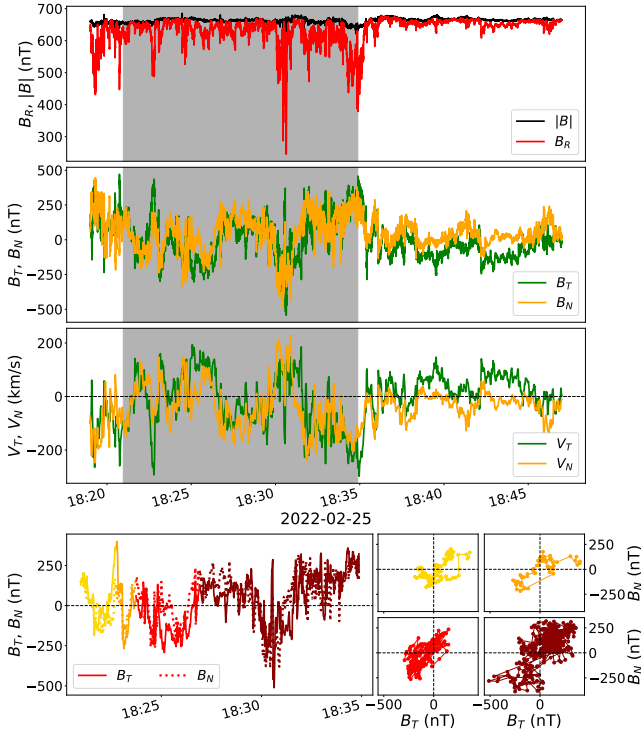 700
600
500
400
300
B_R, |B| (nT)
|B|
B_R
500
250
0
−250
−500
B_T, B_N (nT)
B_T
B_N
200
0
−200
V_T, V_N (km/s)
V_T
V_N
18:20
18:25
18:30
18:35
18:40
18:45
2022-02-25
250
0
−250
−500
B_T, B_N (nT)
B_T
B_N
18:25
18:30
18:35
250
0
−250
B_N (nT)
250
0
−250
B_N (nT)
−500
0
−500
0
B_T (nT)
B_T (nT)